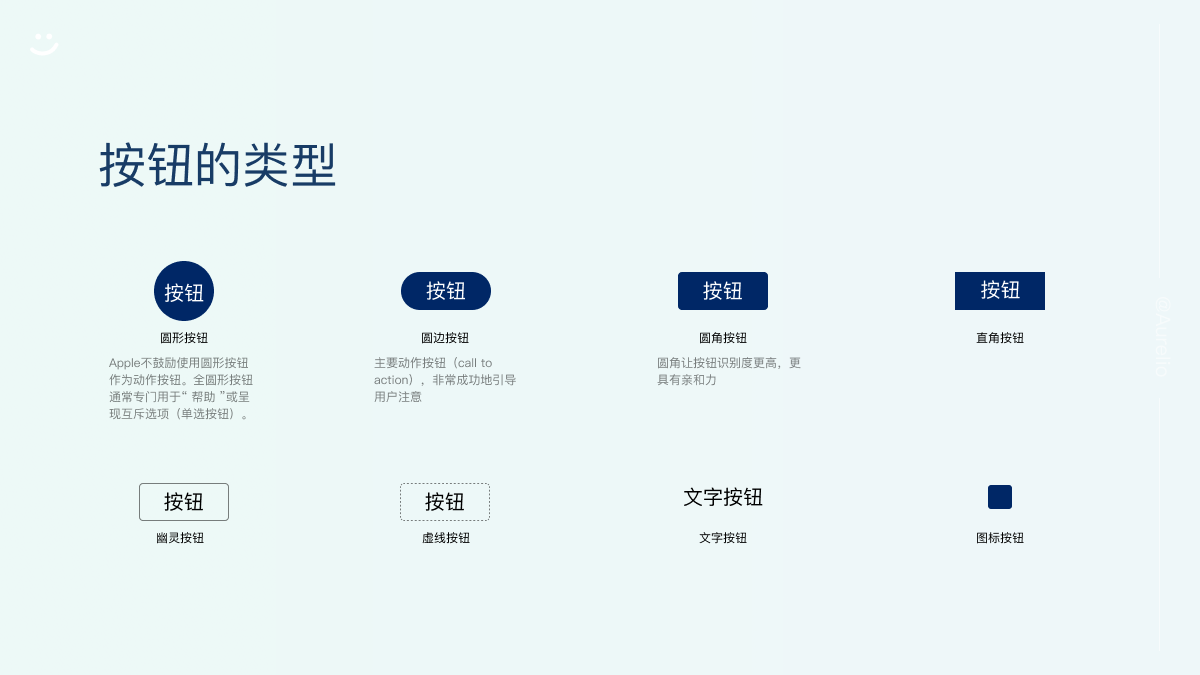 按钮的类型
按钮
按钮
按钮
按钮
圆形按钮
圆边按钮
圆角按钮
直角按钮
Apple不鼓励使用圆形按钮
作为动作按钮。全圆形按钮
通常专门用于“ 帮助 ”或呈
现互斥选项（单选按钮）。
主要动作按钮（call to
action），非常成功地引导
用户注意
圆角让按钮识别度更高，更
具有亲和力
按钮
按钮
文字按钮
幽灵按钮
虚线按钮
文字按钮
图标按钮